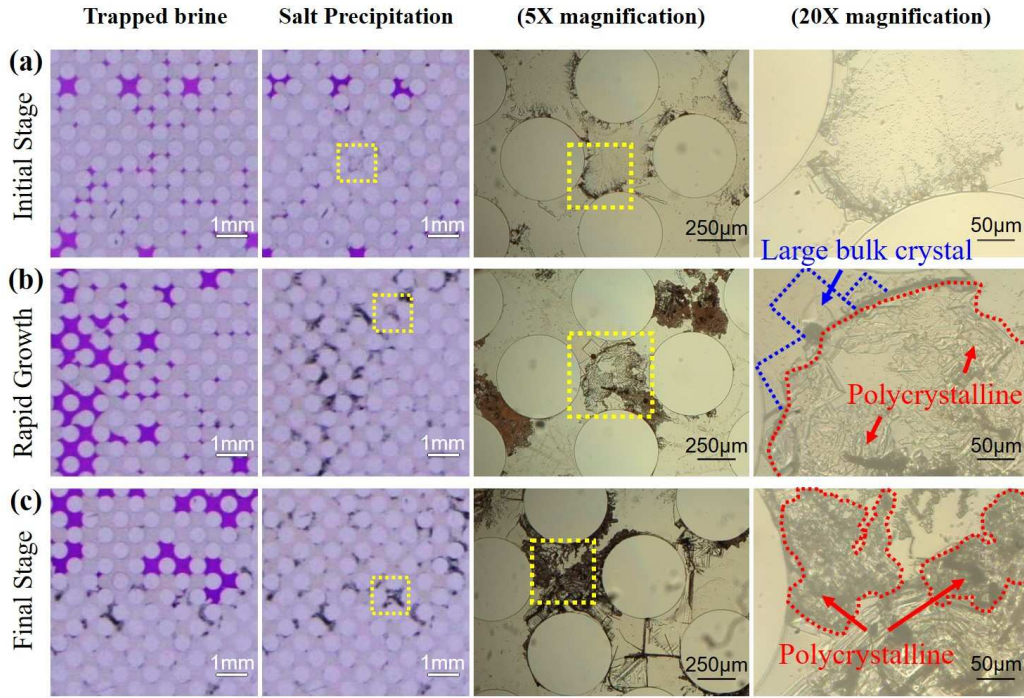 Trapped brine
Salt Precipitation
(5X magnification)
(20X magnification)
(a)
Initial Stage
1mm
1mm
250μm
50μm
Large bulk crystal
(b)
Rapid Growth
Polycrystalline
1mm
1mm
250μm
50μm
(c)
Final Stage
Polycrystalline
1mm
1mm
250μm
50μm